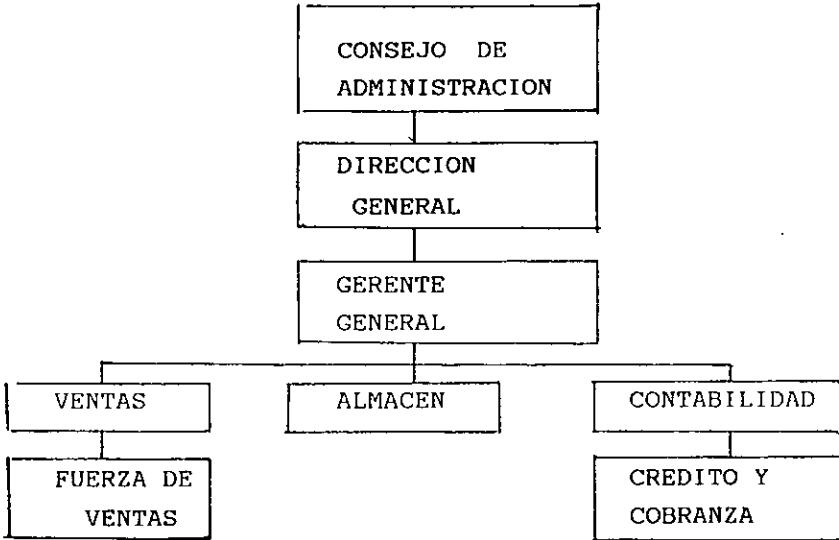 CONSEJO DE
ADMINISTRACION
DIRECCION
GENERAL
GERENTE
GENERAL
VENTAS
ALMACEN
CONTABILIDAD
FUERZA DE
VENTAS
CREDITO Y
COBRANZA